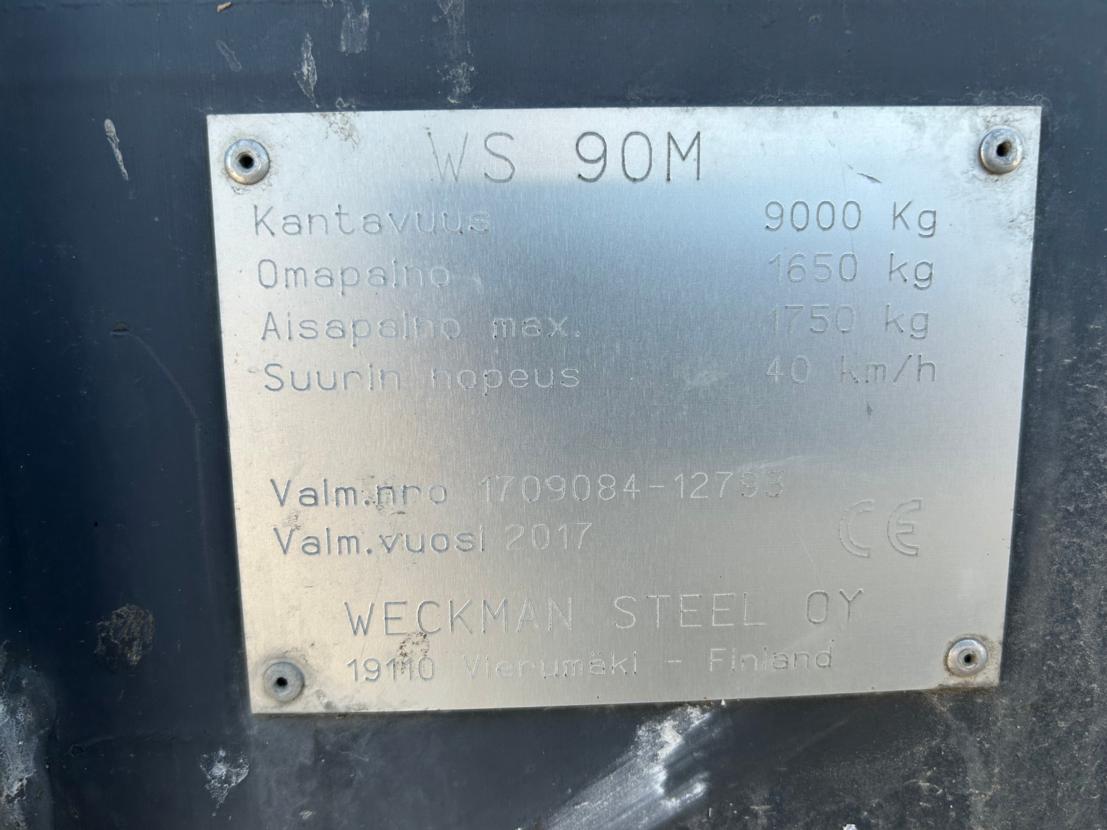 WS 90M
Kantavuus 9000 Kg
Omapaino 1650 kg
Aisapaino max. 1750 kg
Suurin nopeus 40 km/h
Valm.nro 1709084-12793
Valm.vuosi 2017
CE
WECKMAN STEEL OY
19110 Vierumäki - Finland